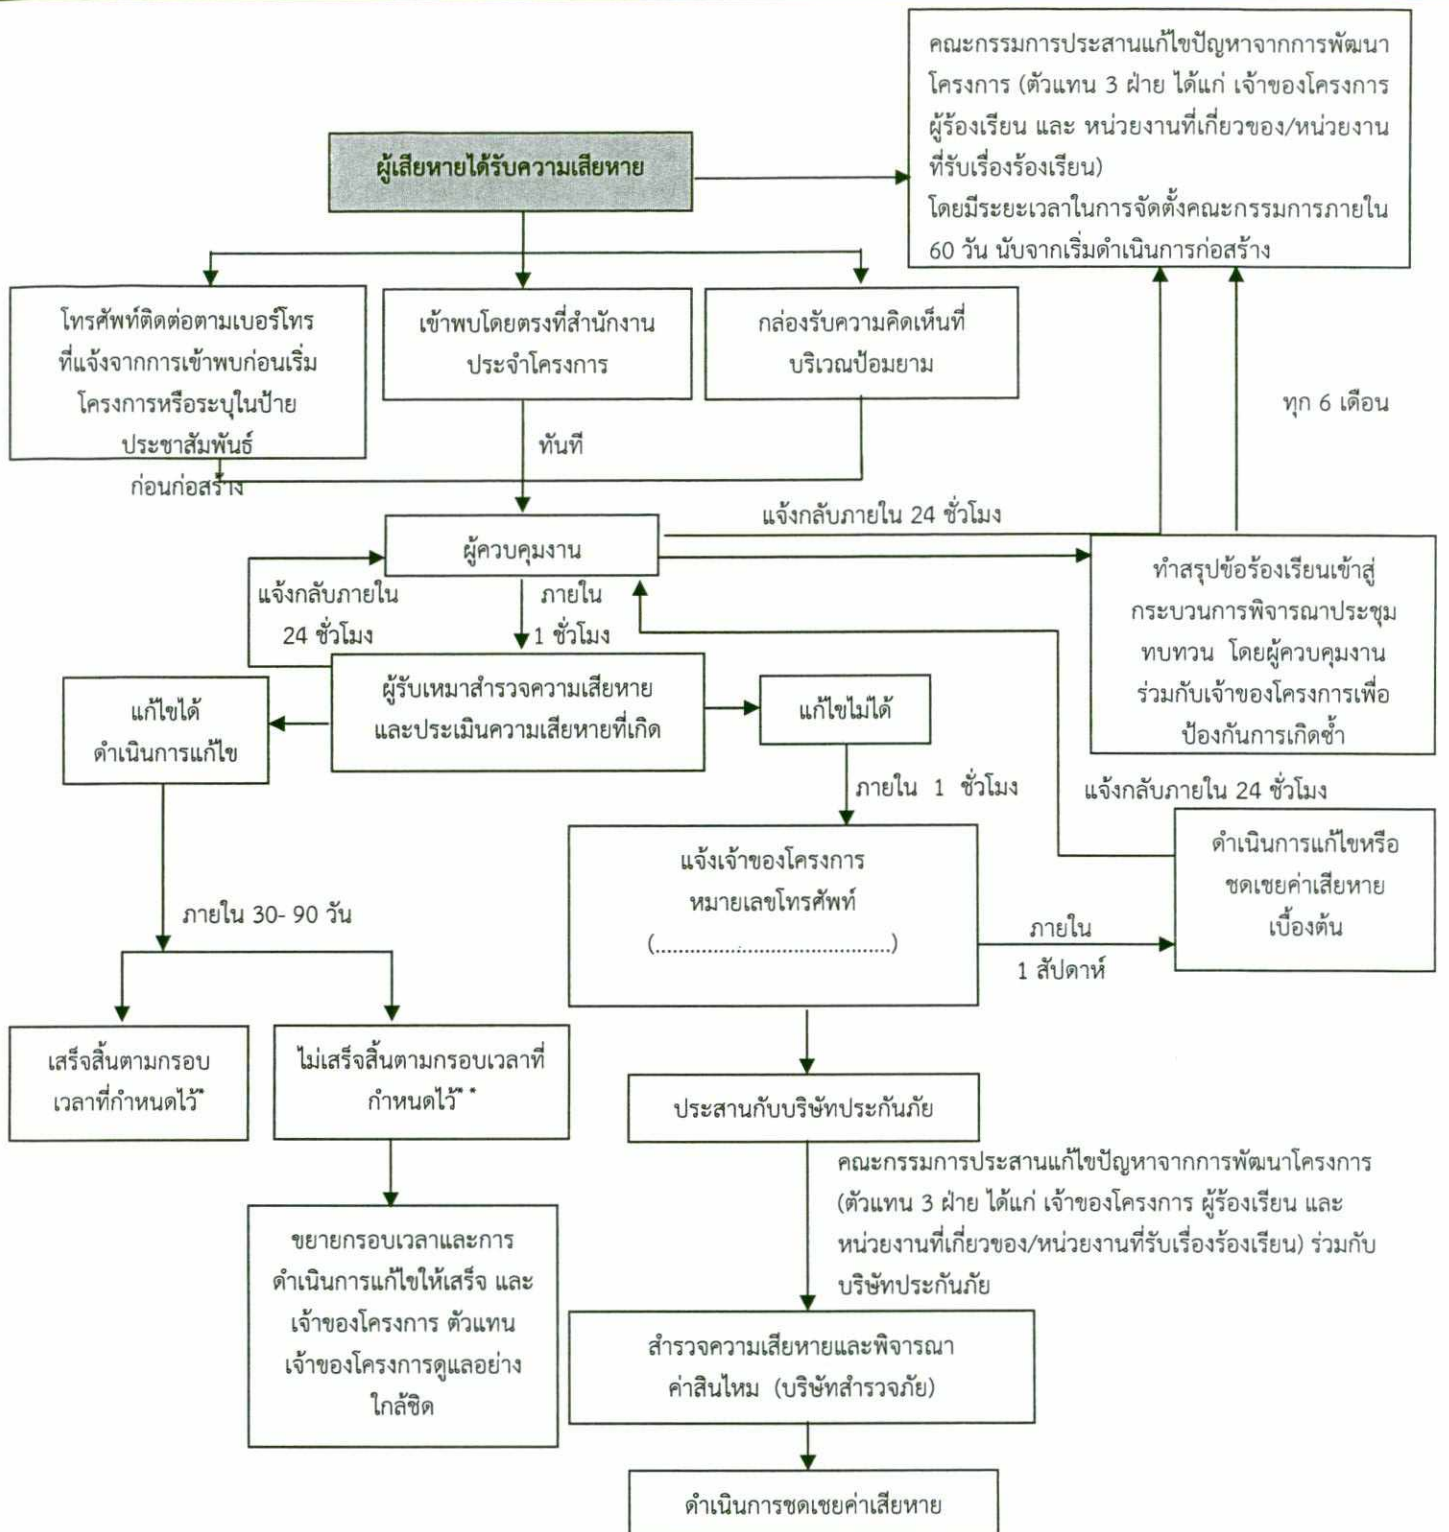 คณะกรรมการประสานแก้ไขปัญหาจากการพัฒนา
โครงการ (ตัวแทน 3 ฝ่าย ได้แก่ เจ้าของโครงการ
ผู้ร้องเรียน และ หน่วยงานที่เกี่ยวของ/หน่วยงาน
ที่รับเรื่องร้องเรียน)
โดยมีระยะเวลาในการจัดตั้งคณะกรรมการภายใน
60 วัน นับจากเริ่มดำเนินการก่อสร้าง
ผู้เสียหายได้รับความเสียหาย
โทรศัพท์ติดต่อตามเบอร์โทร
ที่แจ้งจากการเข้าพบก่อนเริ่ม
โครงการหรือระบุในป้าย
ประชาสัมพันธ์
ก่อนก่อสร้าง
เข้าพบโดยตรงที่สำนักงาน
ประจำโครงการ
กล่องรับความคิดเห็นที่
บริเวณป้อมยาม
ทุก 6 เดือน
ทันที
แจ้งกลับภายใน 24 ชั่วโมง
ผู้ควบคุมงาน
แจ้งกลับภายใน
24 ชั่วโมง
ภายใน
1 ชั่วโมง
ทำสรุปข้อร้องเรียนเข้าสู่
กระบวนการพิจารณาประชุม
ทบทวน โดยผู้ควบคุมงาน
ร่วมกับเจ้าของโครงการเพื่อ
ป้องกันการเกิดซ้ำ
แก้ไขได้
ดำเนินการแก้ไข
ผู้รับเหมาสำรวจความเสียหาย
และประเมินความเสียหายที่เกิด
แก้ไขไม่ได้
ภายใน 1 ชั่วโมง
แจ้งกลับภายใน 24 ชั่วโมง
แจ้งเจ้าของโครงการ
หมายเลขโทรศัพท์
(........................................)
ดำเนินการแก้ไขหรือ
ชดเชยค่าเสียหาย
เบื้องต้น
ภายใน 30- 90 วัน
ภายใน
1 สัปดาห์
เสร็จสิ้นตามกรอบ
เวลาที่กำหนดไว้*
ไม่เสร็จสิ้นตามกรอบเวลาที่
กำหนดไว้**
ประสานกับบริษัทประกันภัย
คณะกรรมการประสานแก้ไขปัญหาจากการพัฒนาโครงการ
(ตัวแทน 3 ฝ่าย ได้แก่ เจ้าของโครงการ ผู้ร้องเรียน และ
หน่วยงานที่เกี่ยวของ/หน่วยงานที่รับเรื่องร้องเรียน) ร่วมกับ
บริษัทประกันภัย
ขยายกรอบเวลาและการ
ดำเนินการแก้ไขให้เสร็จ และ
เจ้าของโครงการ ตัวแทน
เจ้าของโครงการดูแลอย่าง
ใกล้ชิด
สำรวจความเสียหายและพิจารณา
ค่าสินไหม (บริษัทสำรวจภัย)
ดำเนินการชดเชยค่าเสียหาย